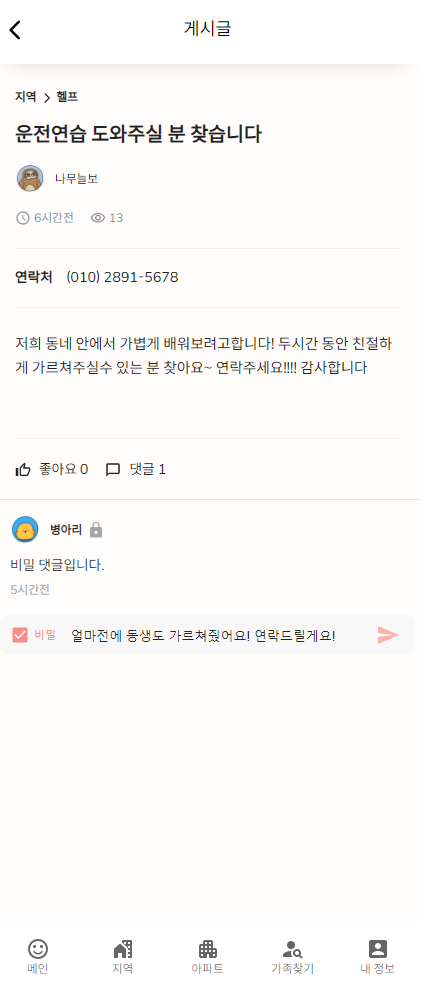 게시글
지역 > 헬프
운전연습 도와주실 분 찾습니다
나무늘보
6시간전 13
연락처 (010) 2891-5678
저희 동네 안에서 가볍게 배워보려고합니다! 두시간 동안 친절하
게 가르쳐주실수 있는 분 찾아요~ 연락주세요!!!! 감사합니다
좋아요 0 댓글 1
병아리
비밀 댓글입니다.
5시간전
비밀 얼마전에 동생도 가르쳐줬어요! 연락드릴게요!
메인 지역 아파트 가족찾기 내 정보